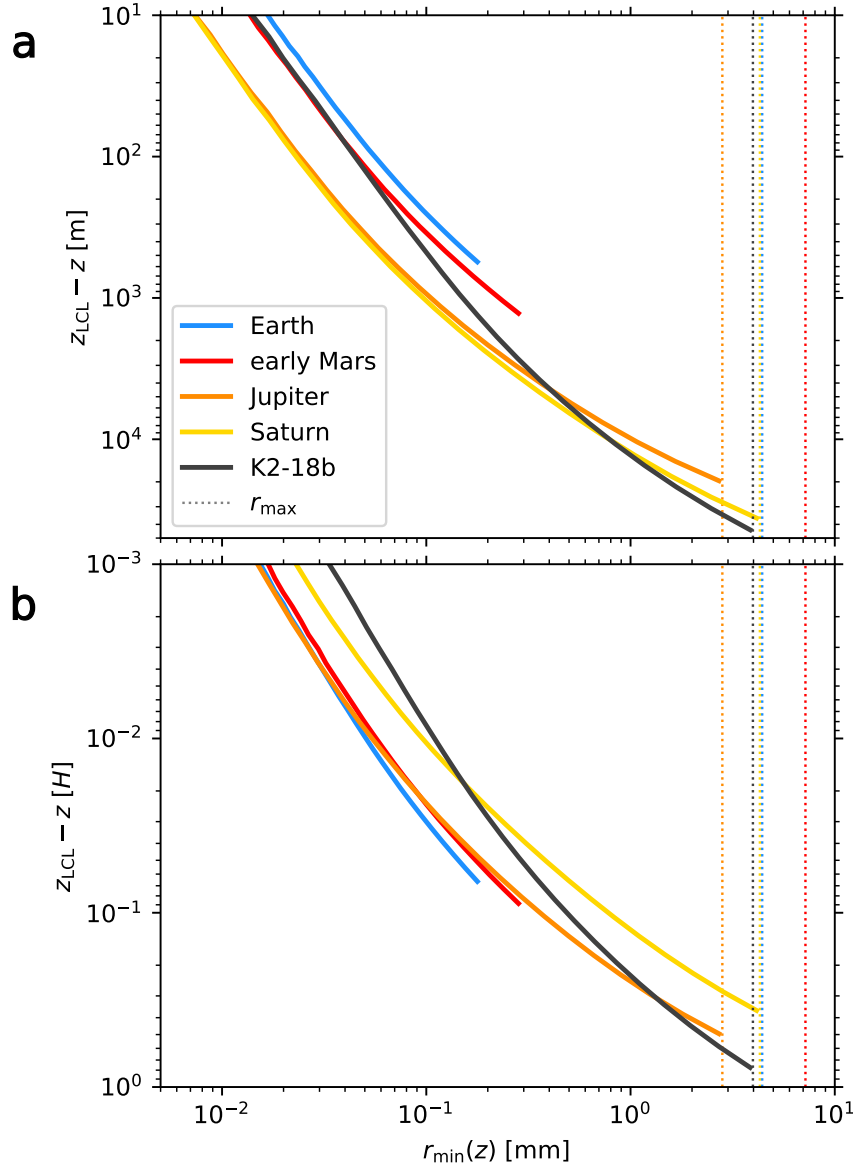 a
10¹
10²
10³
10⁴
z_LCL − z [m]
Earth
early Mars
Jupiter
Saturn
K2-18b
r_max
b
10⁻³
10⁻²
10⁻¹
10⁰
z_LCL − z [H]
10⁻² 10⁻¹ 10⁰ 10¹
r_min(z) [mm]